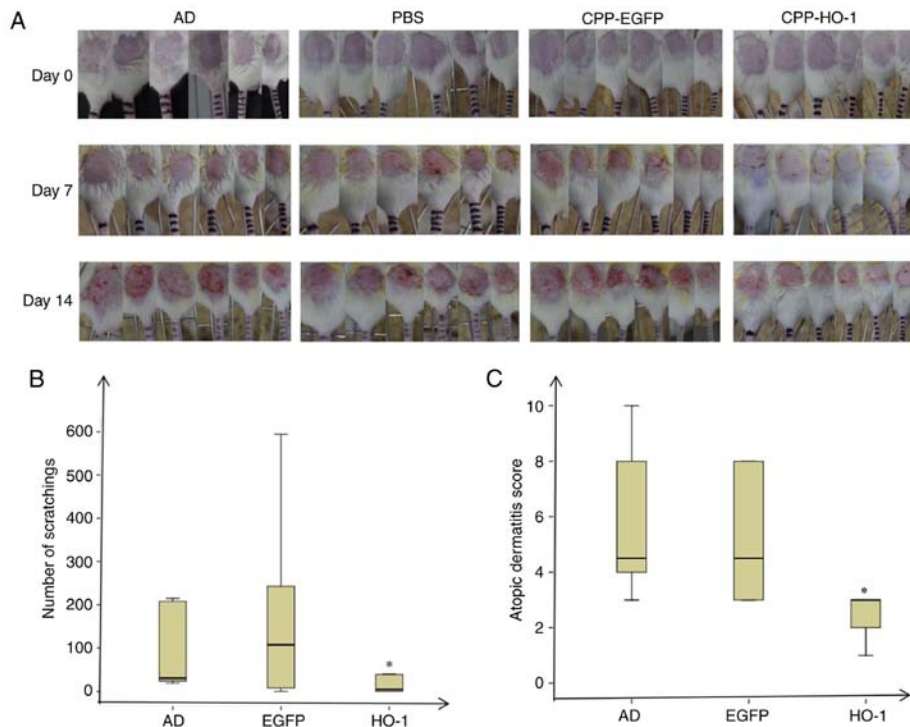 A
AD
PBS
CPP-EGFP
CPP-HO-1
Day 0
Day 7
Day 14
B
Number of scratchings
600
500
400
300
200
100
0
AD
EGFP
HO-1
*
C
Atopic dermatitis score
10
8
6
4
2
0
AD
EGFP
HO-1
*